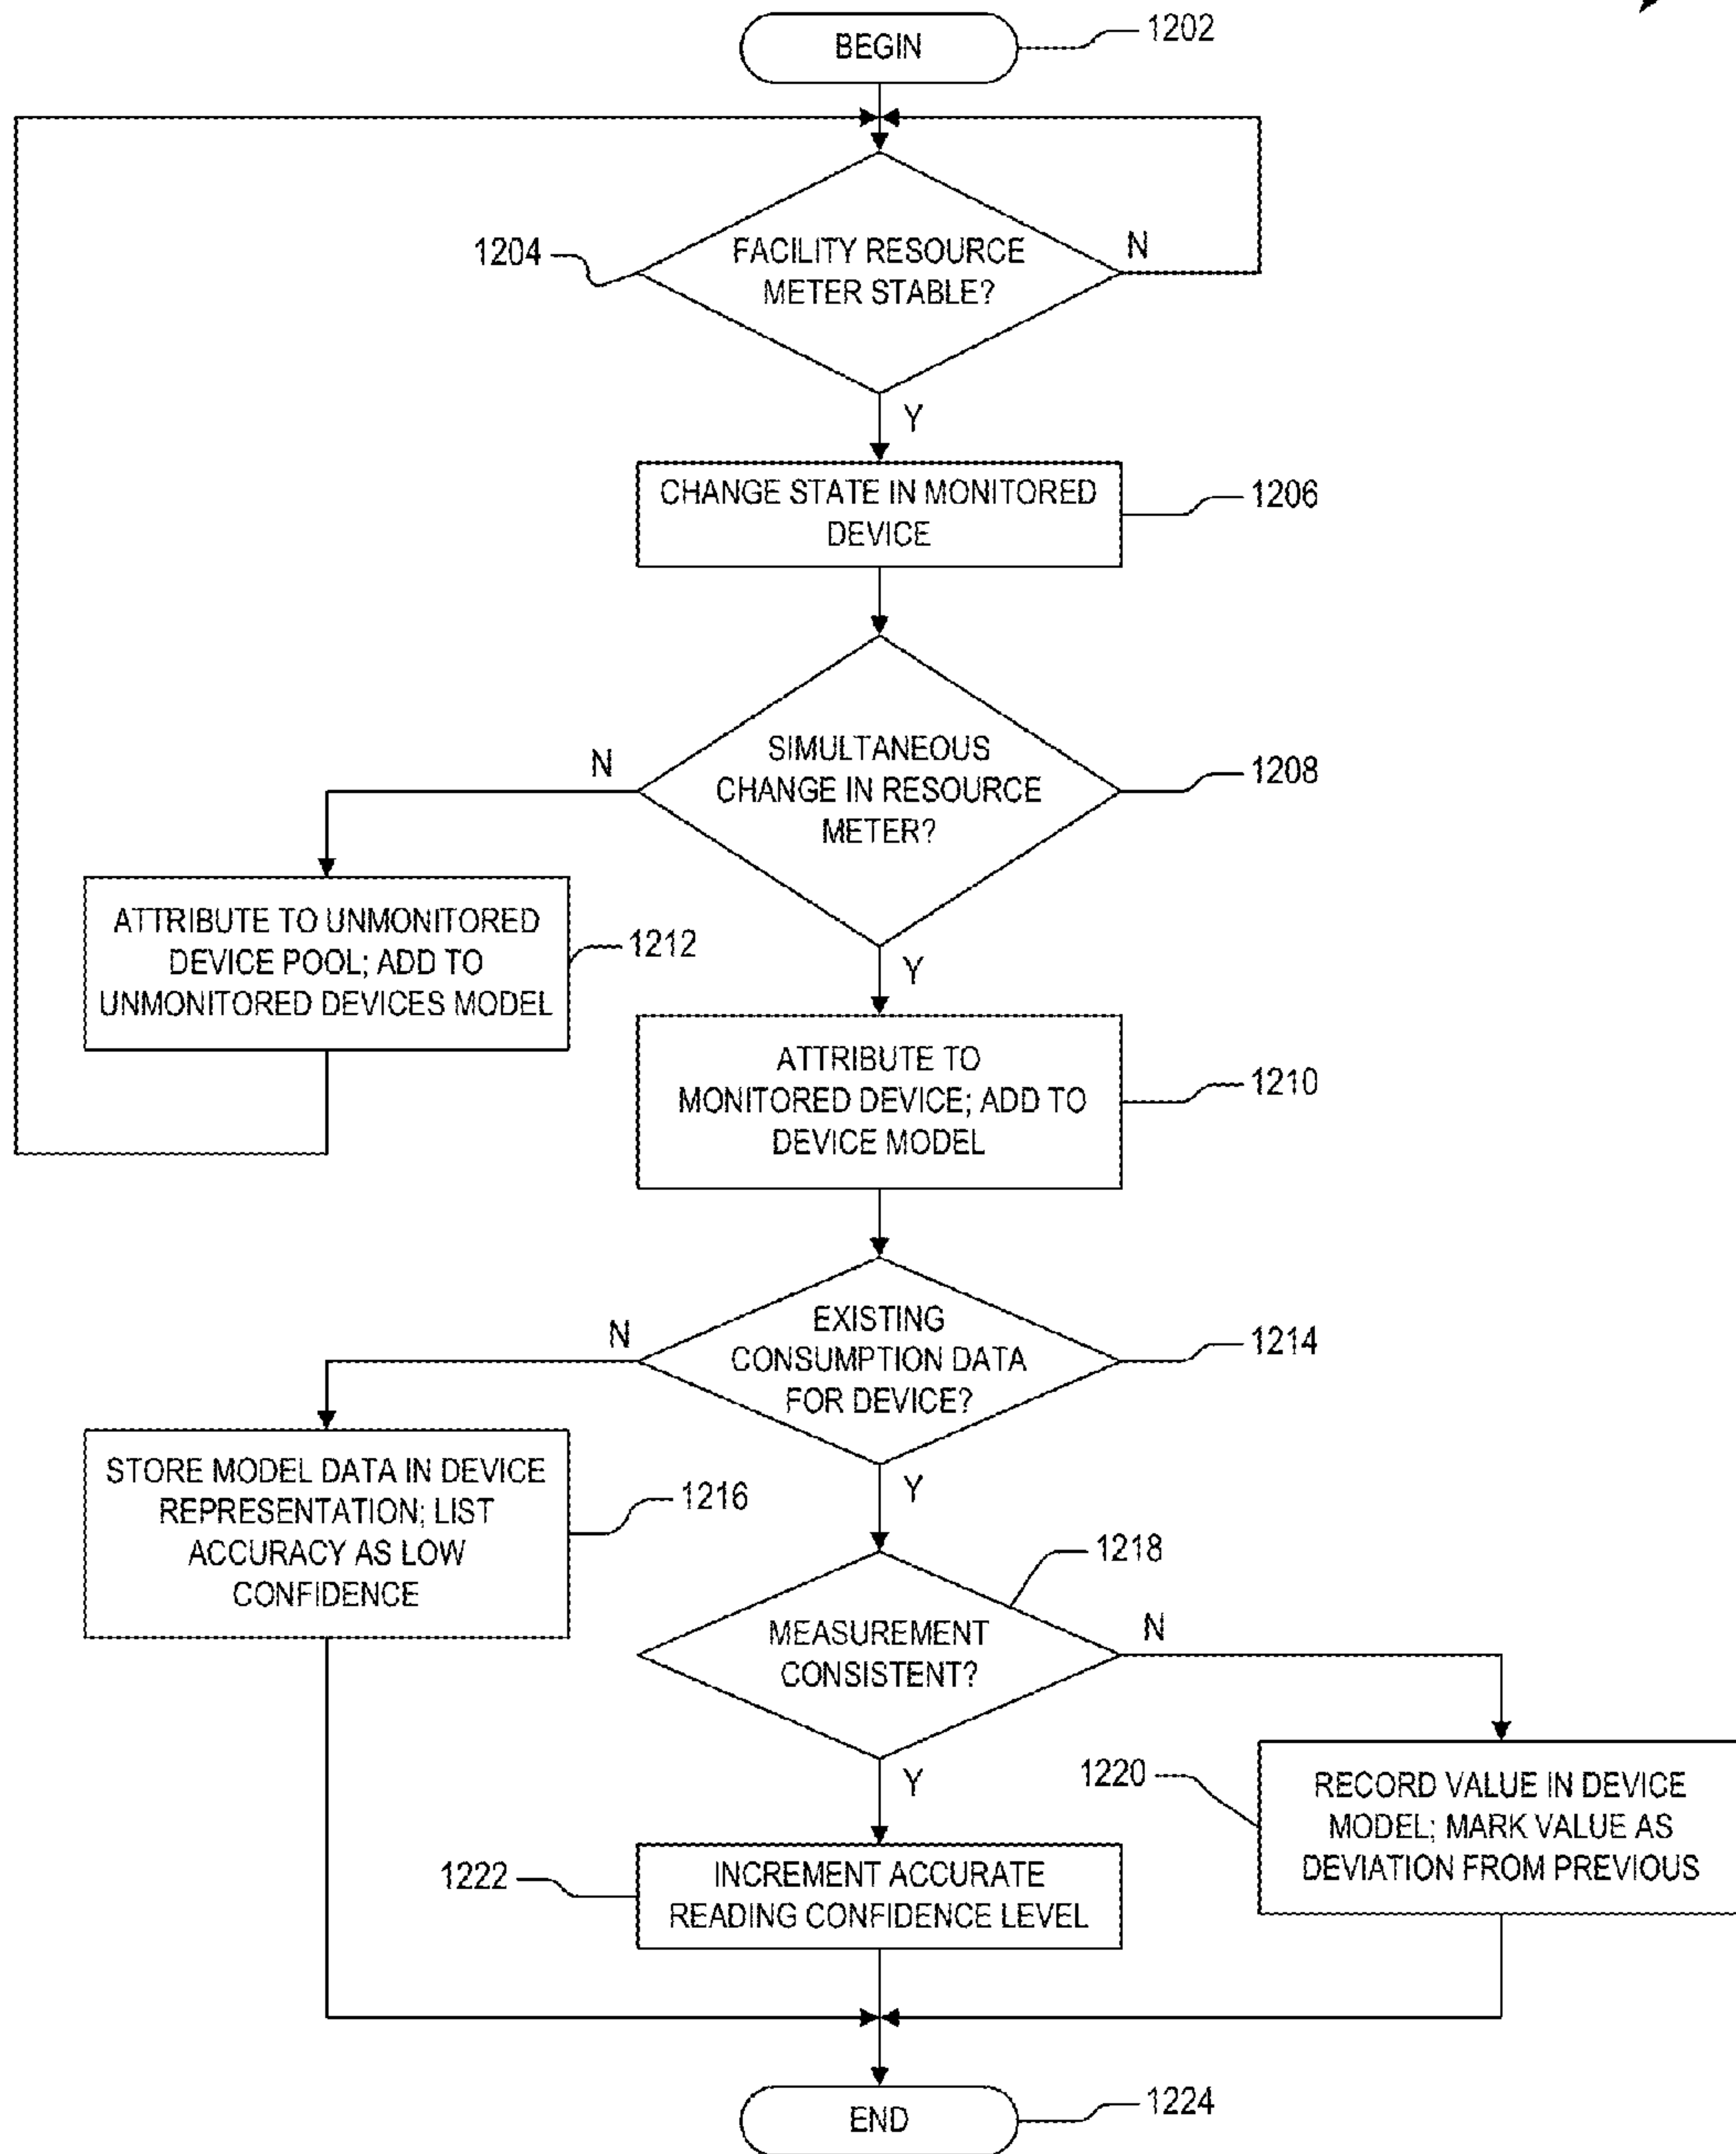 BEGIN
1202
1204
FACILITY RESOURCE
METER STABLE?
N
Y
CHANGE STATE IN MONITORED
DEVICE
1206
SIMULTANEOUS
CHANGE IN RESOURCE
METER?
N
1208
ATTRIBUTE TO UNMONITORED
DEVICE POOL; ADD TO
UNMONITORED DEVICES MODEL
1212
Y
ATTRIBUTE TO
MONITORED DEVICE; ADD TO
DEVICE MODEL
1210
EXISTING
CONSUMPTION DATA
FOR DEVICE?
N
1214
STORE MODEL DATA IN DEVICE
REPRESENTATION; LIST
ACCURACY AS LOW
CONFIDENCE
1216
Y
1218
MEASUREMENT
CONSISTENT?
N
Y
1220
RECORD VALUE IN DEVICE
MODEL; MARK VALUE AS
DEVIATION FROM PREVIOUS
1222
INCREMENT ACCURATE
READING CONFIDENCE LEVEL
END
1224